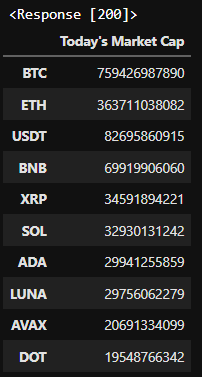 <Response [200]>
Today's Market Cap
BTC 759426987890
ETH 363711038082
USDT 82695860915
BNB 69919906060
XRP 34591894221
SOL 32930131242
ADA 29941255859
LUNA 29756062279
AVAX 20691334099
DOT 19548766342